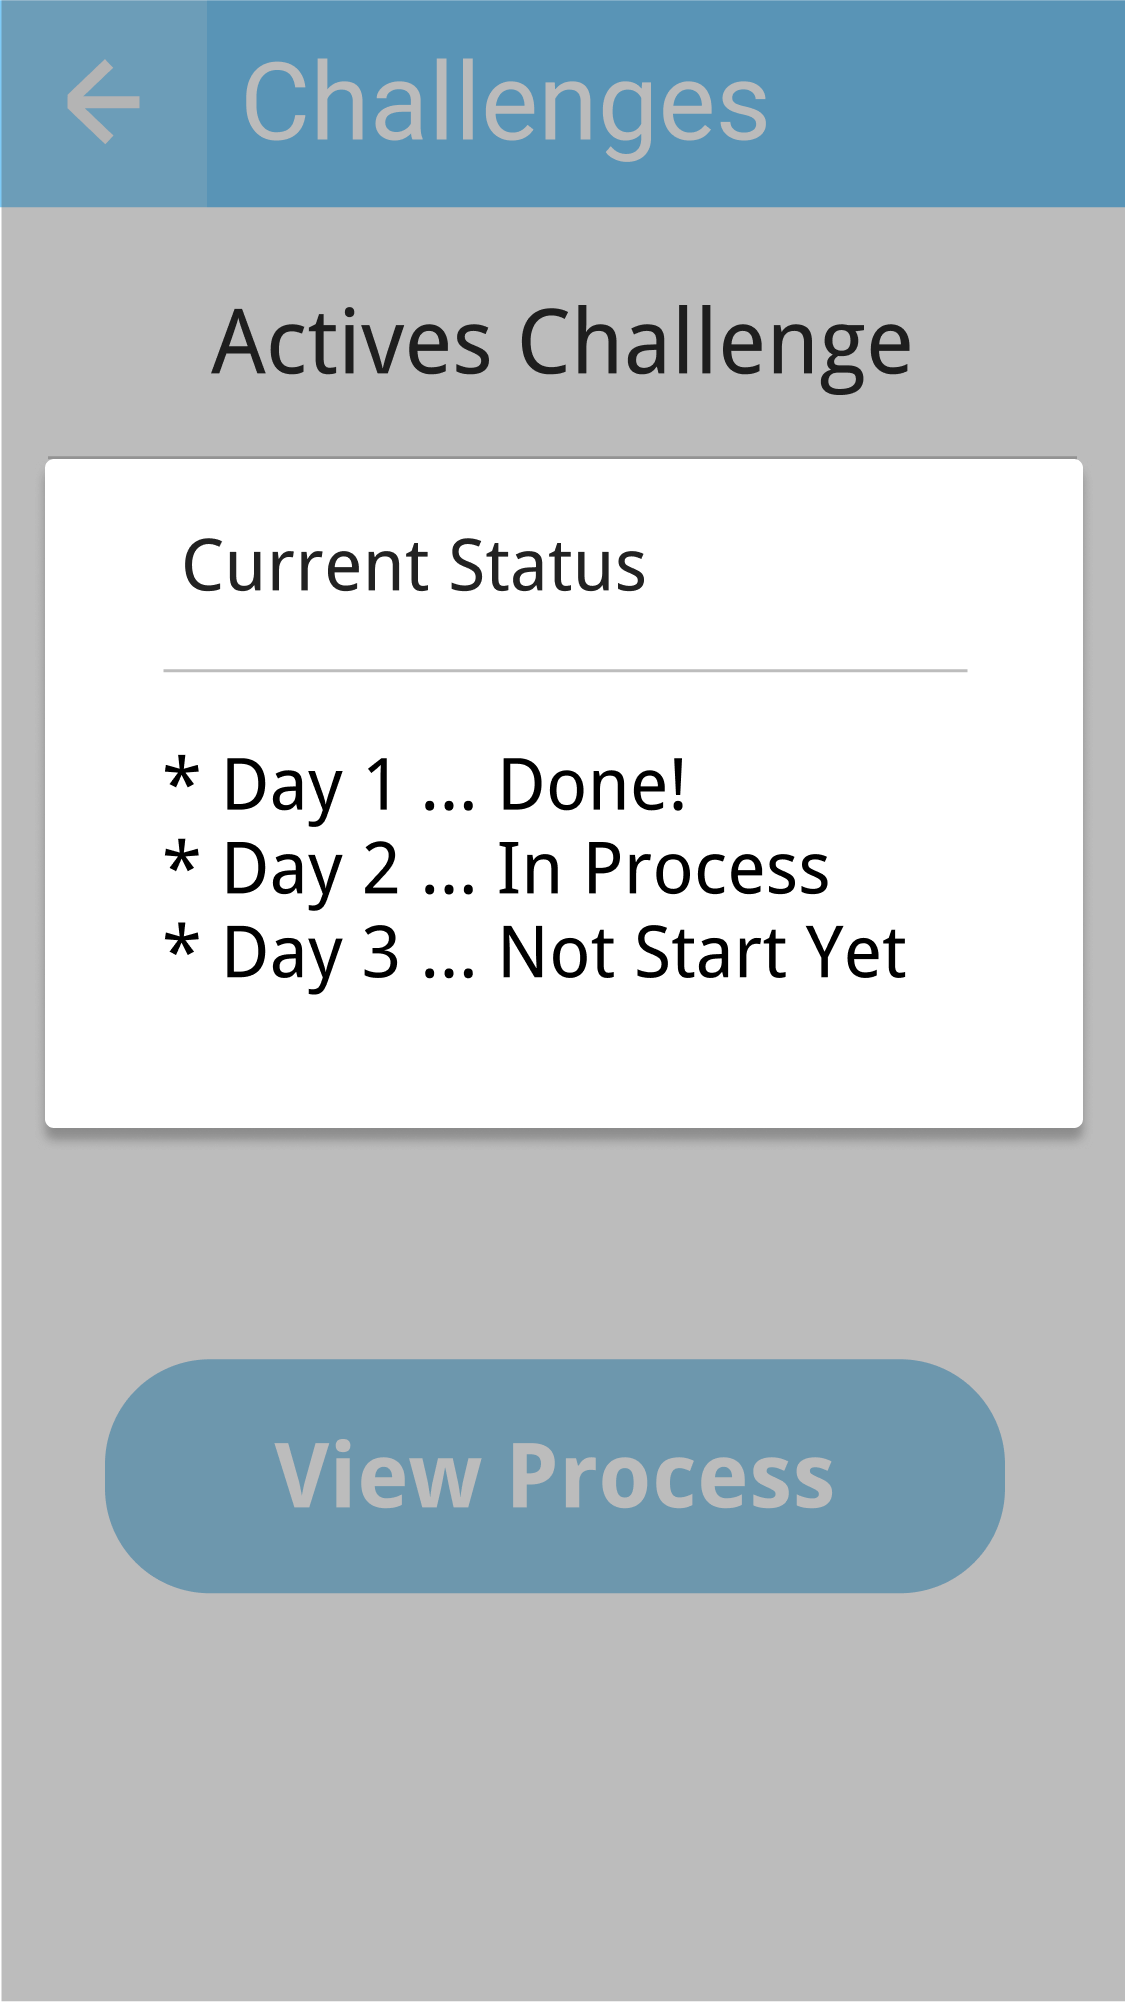 Challenges
Actives Challenge
Current Status
* Day 1 ... Done!
* Day 2 ... In Process
* Day 3 ... Not Start Yet
View Process